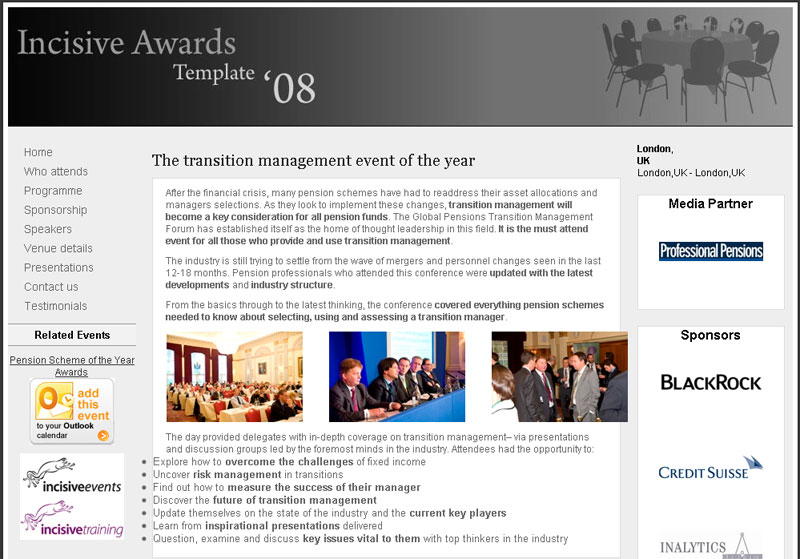 Incisive Awards
Template ‘08
Home
Who attends
Programme
Sponsorship
Speakers
Venue details
Presentations
Contact us
Testimonials
Related Events
Pension Scheme of the Year
Awards
add
this
event
to your Outlook
calendar
incisiveevents
incisivetraining
The transition management event of the year
After the financial crisis, many pension schemes have had to readdress their asset allocations and
managers selections. As they look to implement these changes, transition management will
become a key consideration for all pension funds. The Global Pensions Transition Management
Forum has established itself as the home of thought leadership in this field. It is the must attend
event for all those who provide and use transition management.
The industry is still trying to settle from the wave of mergers and personnel changes seen in the last
12-18 months. Pension professionals who attended this conference were updated with the latest
developments and industry structure.
From the basics through to the latest thinking, the conference covered everything pension schemes
needed to know about selecting, using and assessing a transition manager.
The day provided delegates with in-depth coverage on transition management– via presentations
and discussion groups led by the foremost minds in the industry. Attendees had the opportunity to:
Explore how to overcome the challenges of fixed income
Uncover risk management in transitions
Find out how to measure the success of their manager
Discover the future of transition management
Update themselves on the state of the industry and the current key players
Learn from inspirational presentations delivered
Question, examine and discuss key issues vital to them with top thinkers in the industry
London,
UK
London,UK - London,UK
Media Partner
Professional Pensions
Sponsors
BLACKROCK
CREDIT SUISSE
INALYTICS